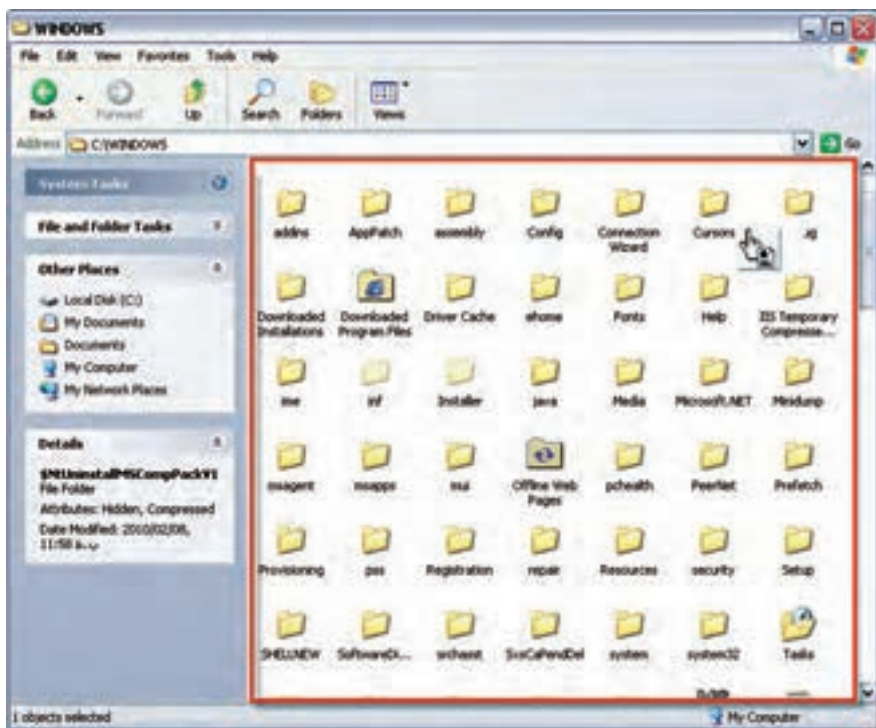 WINDOWS
File Edit View Favorites Tools Help
Back Forward Up Search Folders Views
Address C:\WINDOWS Go
System Tasks
File and Folder Tasks
Other Places
Local Disk (C:)
My Documents
Documents
My Computer
My Network Places
Details
$NtUninstallMSCompPackV1
File Folder
Attributes: Hidden, Compressed
Date Modified: 2010/02/08,
11:58 ب.ظ
addins AppPatch assembly Config Connection Wizard Cursors ug
Downloaded Installations Downloaded Program Files Driver Cache ehome Fonts Help IIS Temporary Compresse...
ime inf Installer java Media Microsoft.NET Minidump
msagent msapps mui Offline Web Pages pchealth PeerNet Prefetch
Provisioning pss Registration repair Resources security Setup
SHELLNEW SoftwareDi... srchasst SxsCaPendDel system system32 Tasks
1 objects selected My Computer